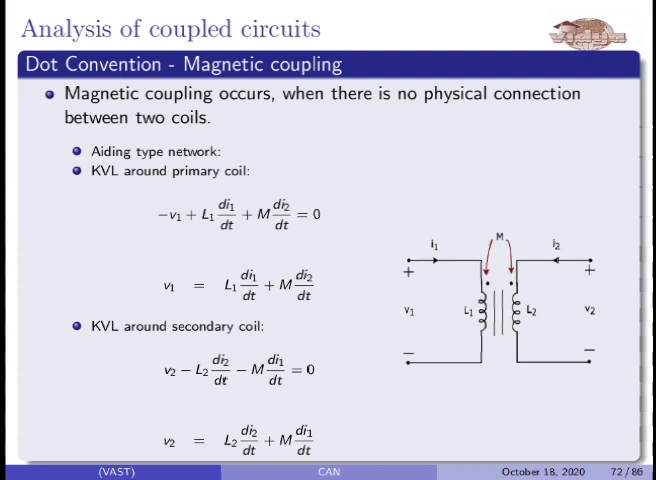 Analysis of coupled circuits
vidya
Dot Convention - Magnetic coupling
Magnetic coupling occurs, when there is no physical connection
between two coils.
Aiding type network:
KVL around primary coil:
−v₁ + L₁ di₁/dt + M di₂/dt = 0
v₁ = L₁ di₁/dt + M di₂/dt
KVL around secondary coil:
v₂ − L₂ di₂/dt − M di₁/dt = 0
v₂ = L₂ di₂/dt + M di₁/dt
M
i₁ i₂
+ +
v₁ L₁ L₂ v₂
− −
(VAST) CAN October 18, 2020 72 / 86